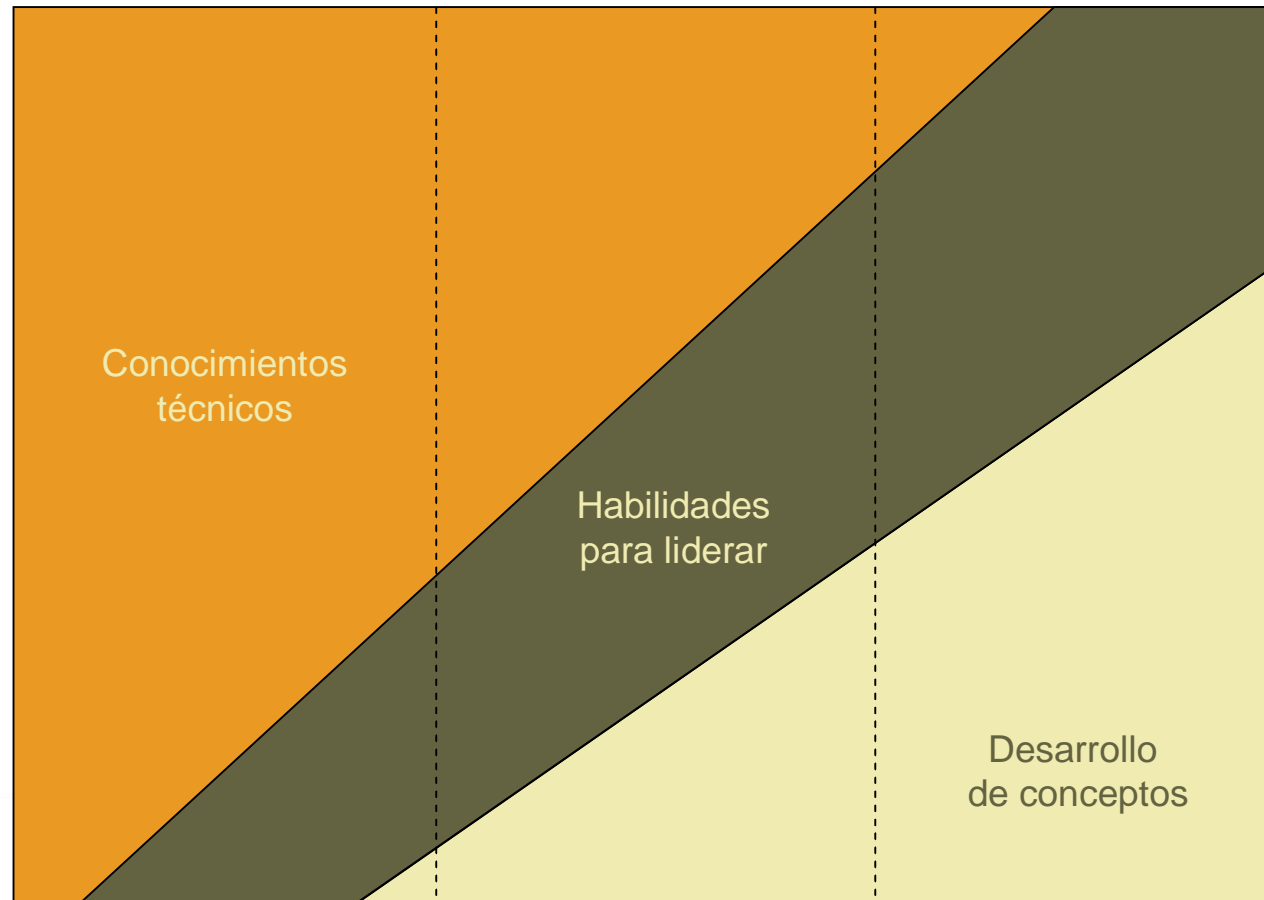 Conocimientos
técnicos
Habilidades
para liderar
Desarrollo
de conceptos